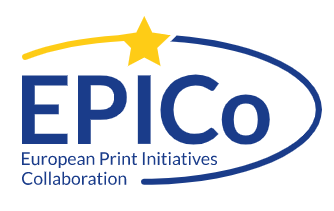 EPICo
European Print Initiatives
Collaboration